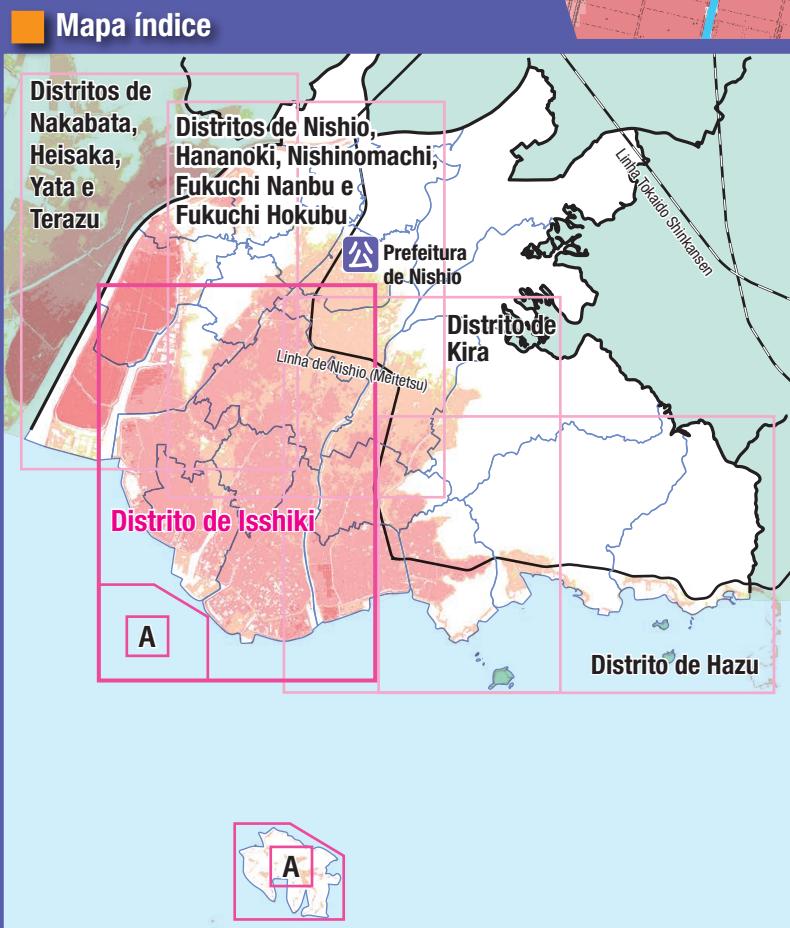 Mapa índice
Distritos de
Nakabata,
Heisaka,
Yata e
Terazu
Distritos de Nishio,
Hananoki, Nishinomachi,
Fukuchi Nanbu e
Fukuchi Hokubu
Linha Tokaido Shinkansen
公
Prefeitura
de Nishio
Distrito de
Kira
Linha de Nishio (Meitetsu)
Distrito de Isshiki
A
Distrito de Hazu
A